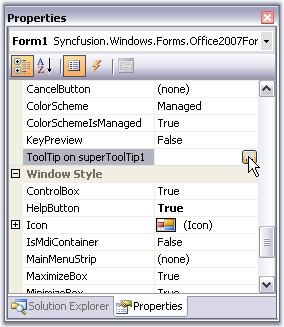 Properties
Form1 Syncfusion.Windows.Forms.Office2007For
CancelButton (none)
ColorScheme Managed
ColorSchemeIsManaged True
KeyPreview False
ToolTip on superToolTip1
Window Style
ControlBox True
HelpButton True
Icon (Icon)
IsMdiContainer False
MainMenuStrip (none)
MaximizeBox True
MinimizeBox True
Solution Explorer Properties